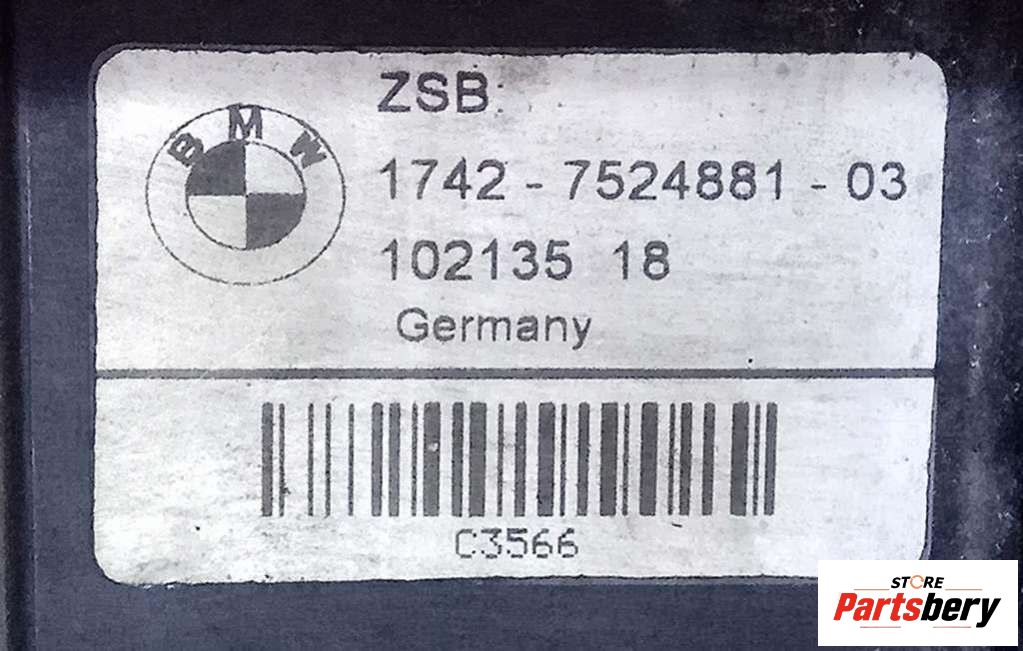 BMW
ZSB:
1742 - 7524881 - 03
102135 18
Germany
C3566
STORE
Partsbery